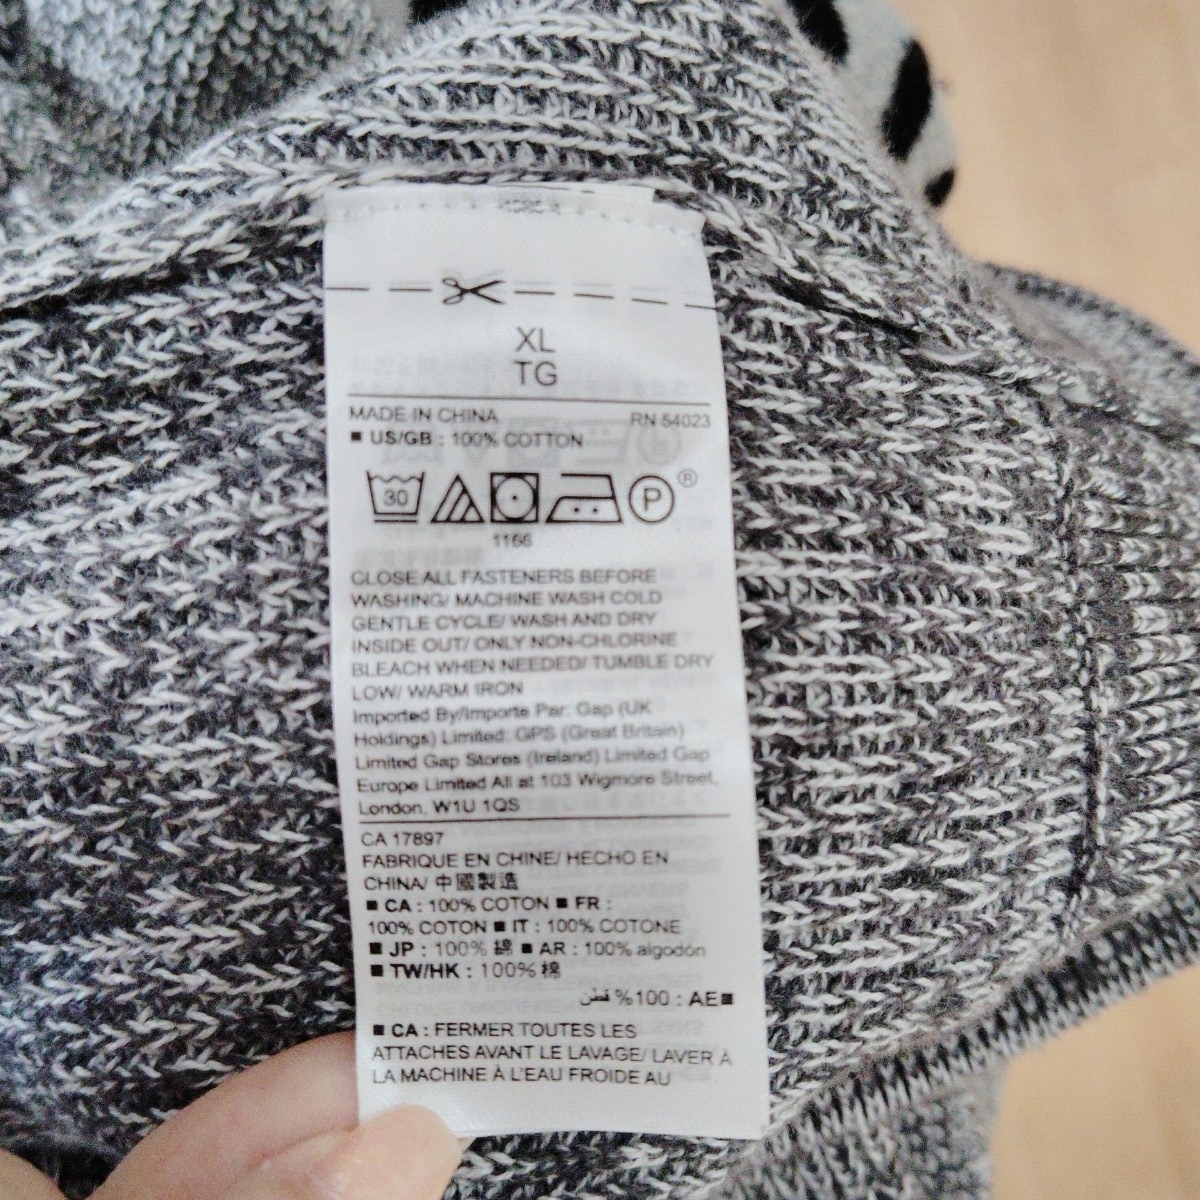 XL
TG
MADE IN CHINA RN 54023
■ US/GB : 100% COTTON
30 P ®
1166
CLOSE ALL FASTENERS BEFORE
WASHING/ MACHINE WASH COLD
GENTLE CYCLE/ WASH AND DRY
INSIDE OUT/ ONLY NON-CHLORINE
BLEACH WHEN NEEDED/ TUMBLE DRY
LOW/ WARM IRON
Imported By/Importe Par: Gap (UK
Holdings) Limited: GPS (Great Britain)
Limited Gap Stores (Ireland) Limited Gap
Europe Limited All at 103 Wigmore Street,
London, W1U 1QS
CA 17897
FABRIQUE EN CHINE/ HECHO EN
CHINA/ 中國製造
■ CA : 100% COTON ■ FR :
100% COTON ■ IT : 100% COTONE
■ JP : 100% 綿 ■ AR : 100% algodón
■ TW/HK : 100% 棉
■AE : 100% قطن
■ CA : FERMER TOUTES LES
ATTACHES AVANT LE LAVAGE/ LAVER À
LA MACHINE À L'EAU FROIDE AU